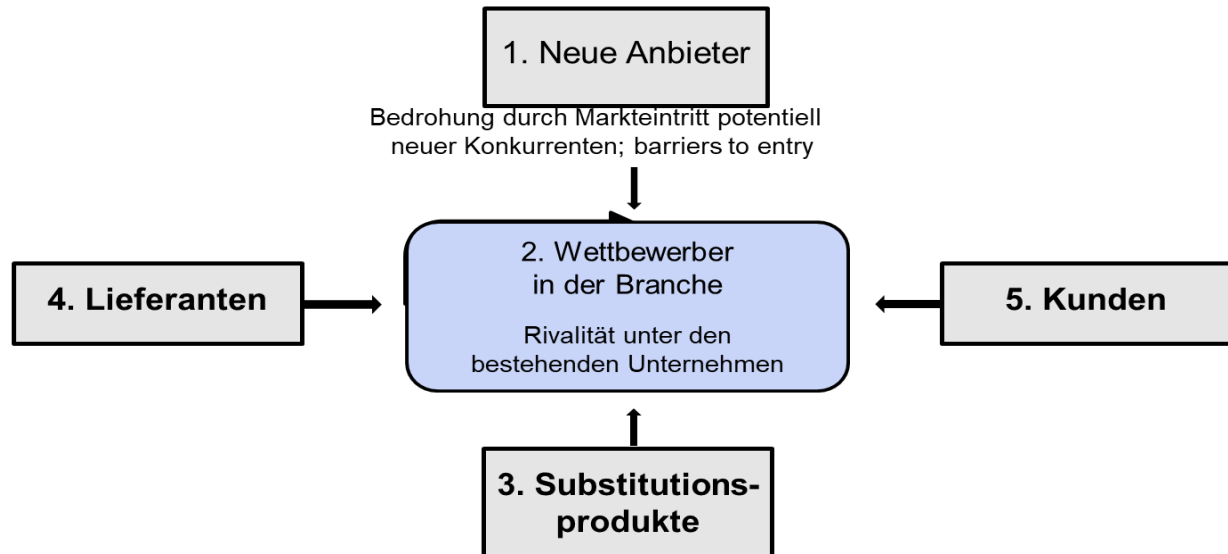 1. Neue Anbieter
Bedrohung durch Markteintritt potentiell
neuer Konkurrenten; barriers to entry
2. Wettbewerber
in der Branche
Rivalität unter den
bestehenden Unternehmen
4. Lieferanten
5. Kunden
3. Substitutions-
produkte